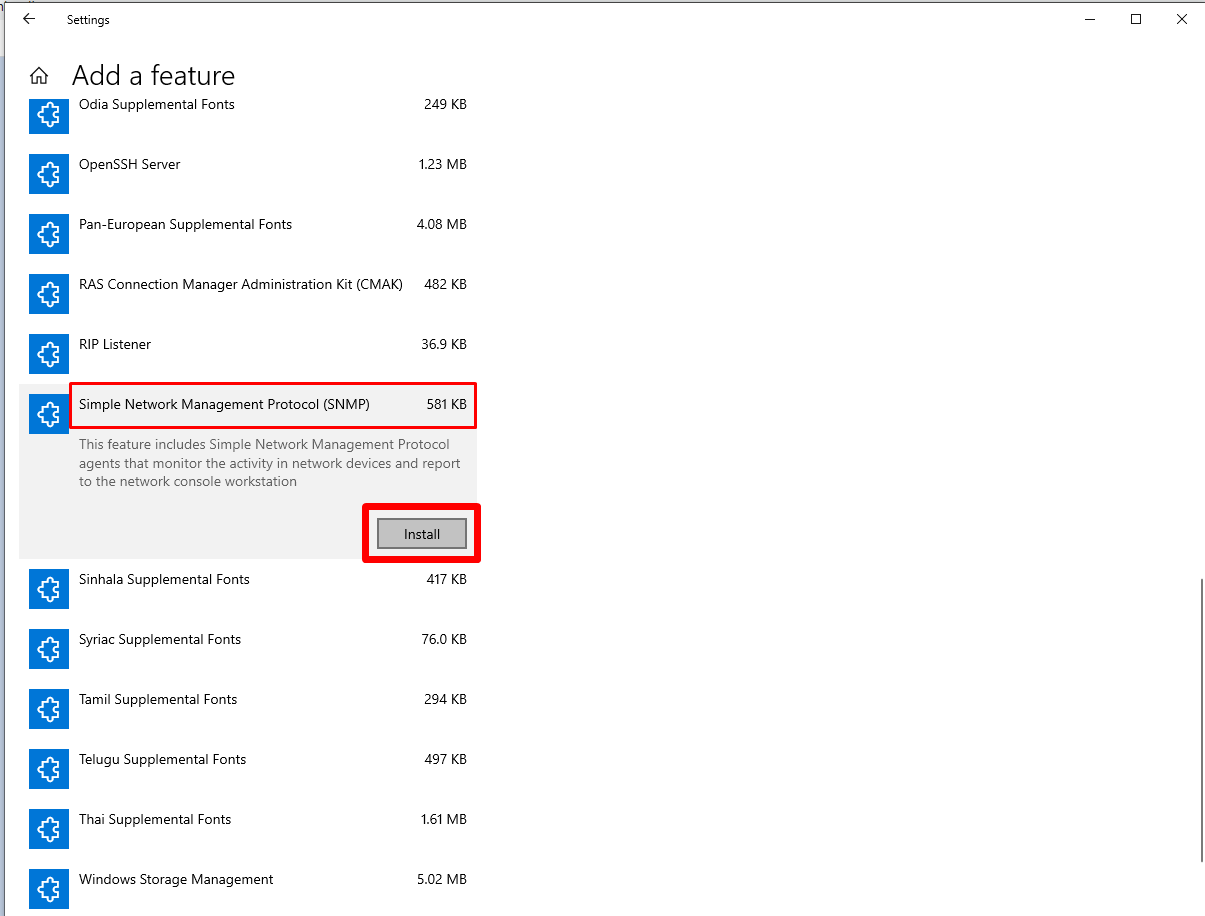 Settings
Add a feature
Odia Supplemental Fonts 249 KB
OpenSSH Server 1.23 MB
Pan-European Supplemental Fonts 4.08 MB
RAS Connection Manager Administration Kit (CMAK) 482 KB
RIP Listener 36.9 KB
Simple Network Management Protocol (SNMP) 581 KB
This feature includes Simple Network Management Protocol
agents that monitor the activity in network devices and report
to the network console workstation
Install
Sinhala Supplemental Fonts 417 KB
Syriac Supplemental Fonts 76.0 KB
Tamil Supplemental Fonts 294 KB
Telugu Supplemental Fonts 497 KB
Thai Supplemental Fonts 1.61 MB
Windows Storage Management 5.02 MB